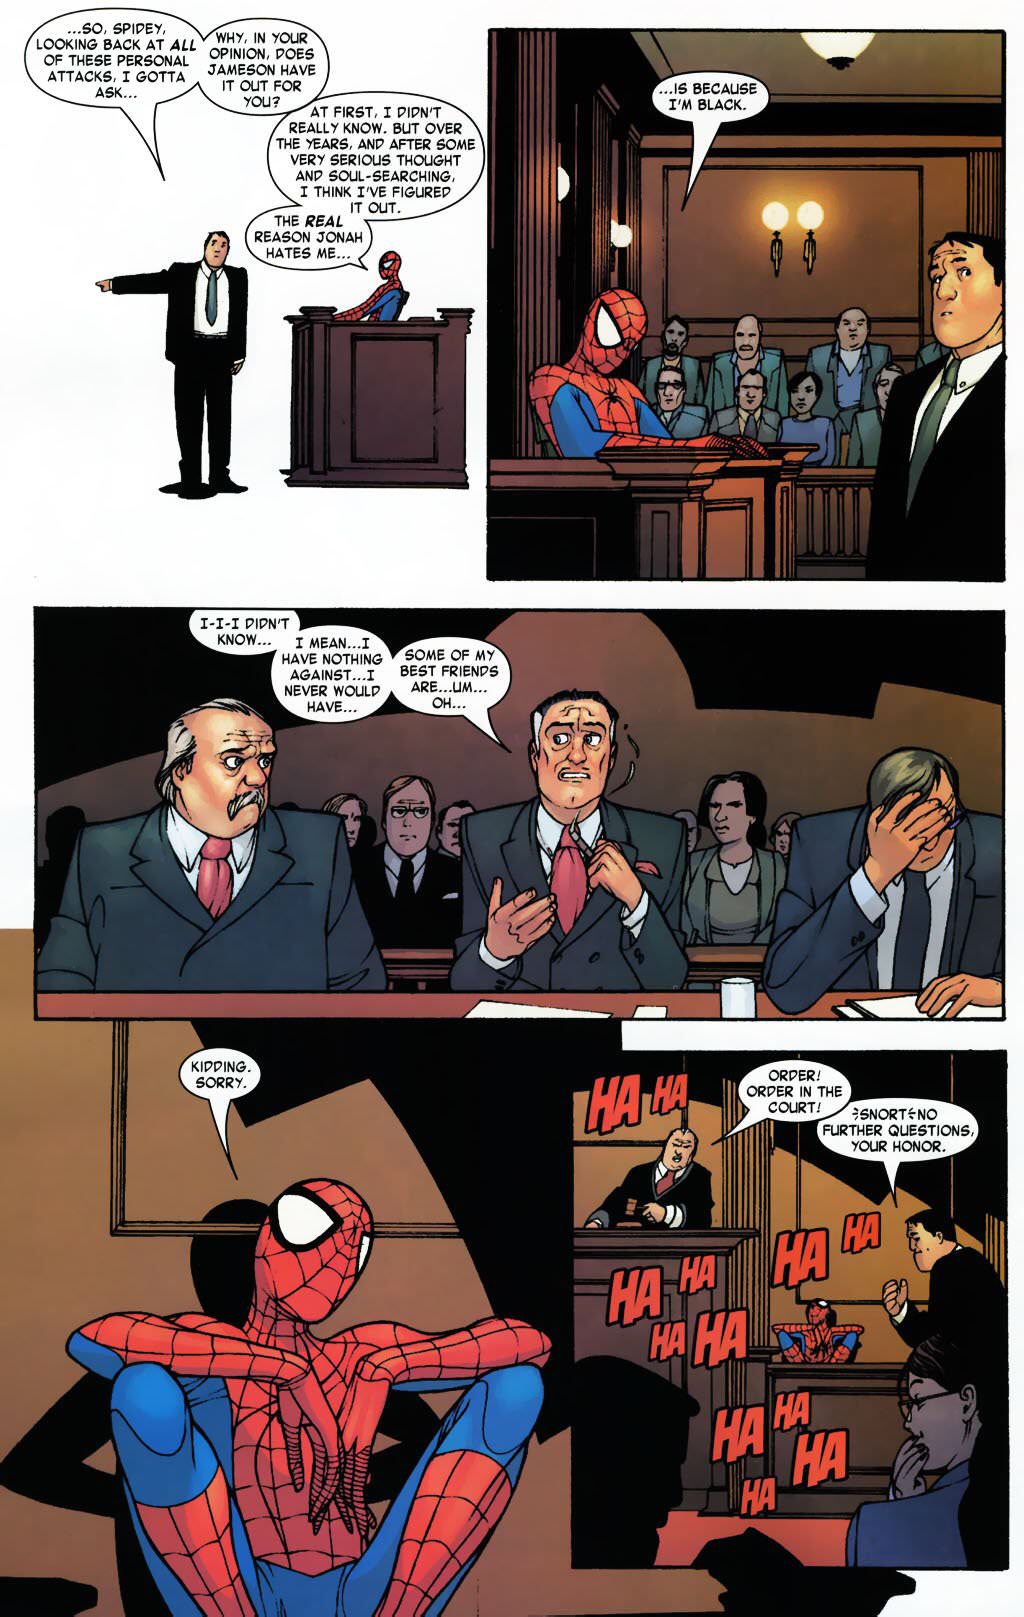 ...SO, SPIDEY,
LOOKING BACK AT ALL
OF THESE PERSONAL
ATTACKS, I GOTTA
ASK...
WHY, IN YOUR
OPINION, DOES
JAMESON HAVE
IT OUT FOR
YOU?
AT FIRST, I DIDN'T
REALLY KNOW. BUT OVER
THE YEARS, AND AFTER SOME
VERY SERIOUS THOUGHT
AND SOUL-SEARCHING,
I THINK I'VE FIGURED
IT OUT.
THE REAL
REASON JONAH
HATES ME...
...IS BECAUSE
I'M BLACK.
I-I-I DIDN'T
KNOW...
I MEAN...I
HAVE NOTHING
AGAINST...I
NEVER WOULD
HAVE...
SOME OF MY
BEST FRIENDS
ARE...UM...
OH...
KIDDING.
SORRY.
HA HA
ORDER!
ORDER IN THE
COURT!
SNORT NO
FURTHER QUESTIONS,
YOUR HONOR.
HA HA
HA HA
HA HA
HA HA
HA HA